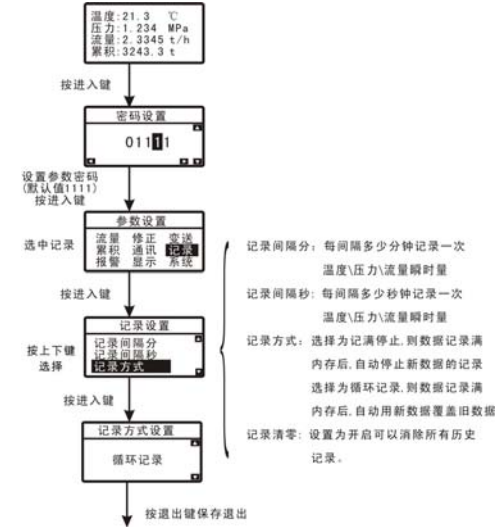 温度:21.3 ℃
压力:1.234 MPa
流量:2.3345 t/h
累积:3243.3 t
按进入键
密码设置
01111
设置参数密码
(默认值1111)
按进入键
参数设置
流量 修正 变送
累积 通讯 记录
报警 显示 系统
选中记录
按进入键
记录设置
记录间隔分
记录间隔秒
记录方式
按上下键
选择
按进入键
记录方式设置
循环记录
按退出键保存退出
记录间隔分: 每间隔多少分钟记录一次
温度\压力\流量瞬时量
记录间隔秒: 每间隔多少秒钟记录一次
温度\压力\流量瞬时量
记录方式: 选择为记满停止,则数据记录满
内存后,自动停止新数据的记录
选择为循环记录,则数据记录满
内存后,自动用新数据覆盖旧数据
记录清零: 设置为开启可以消除所有历史
记录。